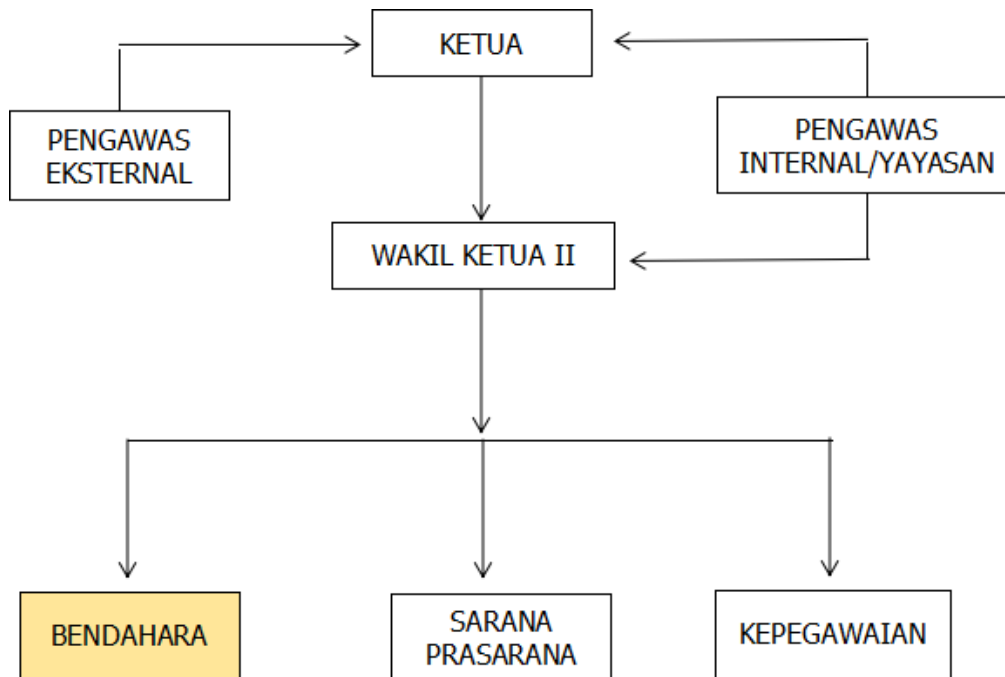 KETUA
PENGAWAS
EKSTERNAL
PENGAWAS
INTERNAL/YAYASAN
WAKIL KETUA II
BENDAHARA
SARANA
PRASARANA
KEPEGAWAIAN